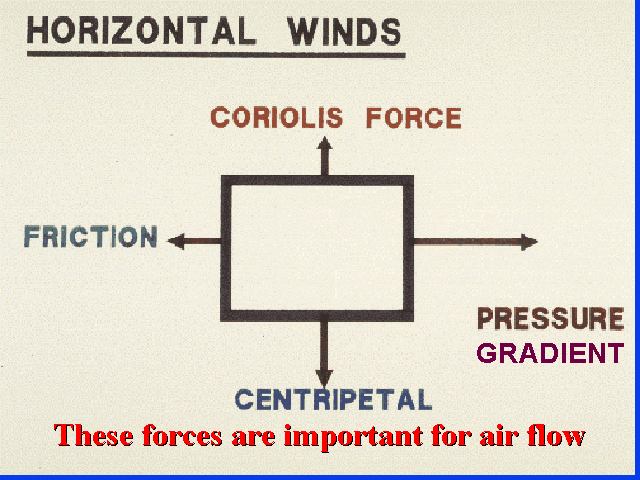 HORIZONTAL WINDS
CORIOLIS FORCE
FRICTION
PRESSURE
GRADIENT
CENTRIPETAL
These forces are important for air flow